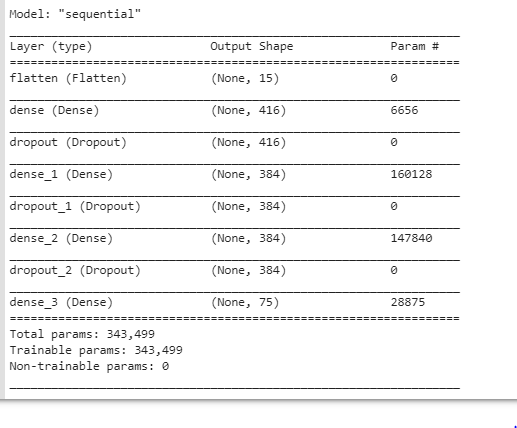 Model: "sequential"
_________________________________________________________________
Layer (type)                 Output Shape              Param #
=================================================================
flatten (Flatten)            (None, 15)                0
_________________________________________________________________
dense (Dense)                (None, 416)               6656
_________________________________________________________________
dropout (Dropout)            (None, 416)               0
_________________________________________________________________
dense_1 (Dense)              (None, 384)               160128
_________________________________________________________________
dropout_1 (Dropout)          (None, 384)               0
_________________________________________________________________
dense_2 (Dense)              (None, 384)               147840
_________________________________________________________________
dropout_2 (Dropout)          (None, 384)               0
_________________________________________________________________
dense_3 (Dense)              (None, 75)                28875
=================================================================
Total params: 343,499
Trainable params: 343,499
Non-trainable params: 0
_________________________________________________________________